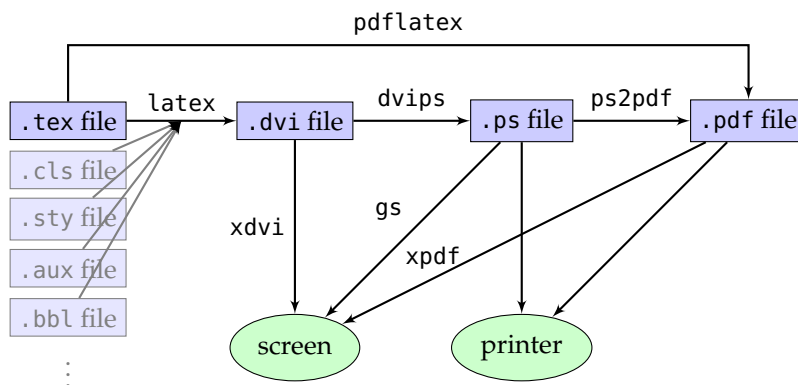 pdflatex
latex
dvips
ps2pdf
.tex file
.dvi file
.ps file
.pdf file
.cls file
.sty file
gs
xdvi
xpdf
.aux file
.bbl file
screen
printer
⋮